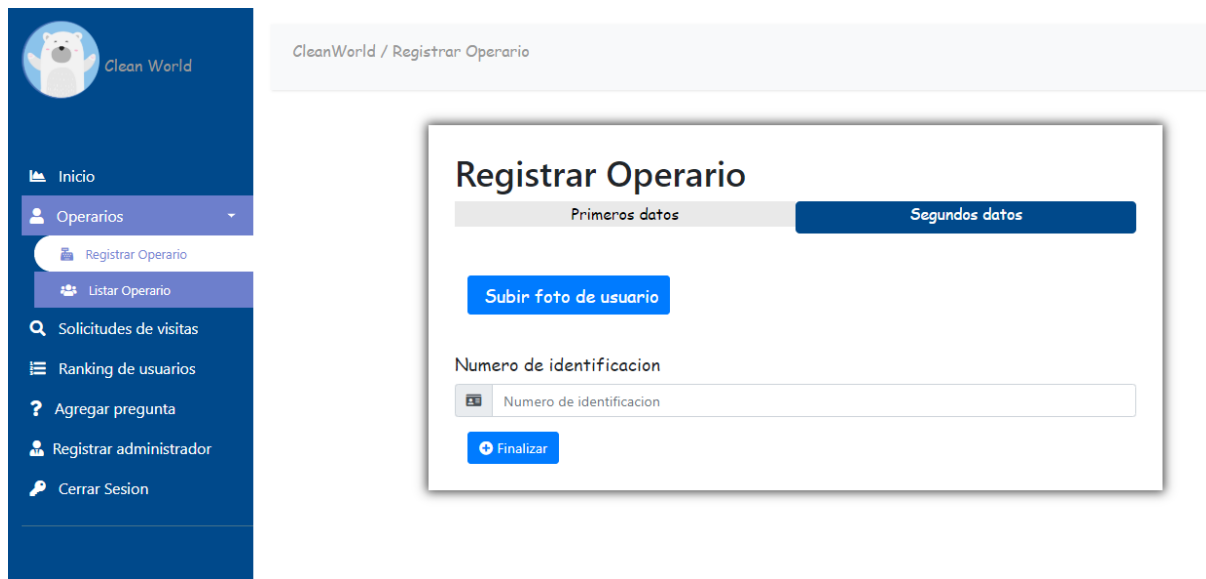 Clean World
Inicio
Operarios
Registrar Operario
Listar Operario
Solicitudes de visitas
Ranking de usuarios
Agregar pregunta
Registrar administrador
Cerrar Sesion
CleanWorld / Registrar Operario
Registrar Operario
Primeros datos Segundos datos
Subir foto de usuario
Numero de identificacion
Numero de identificacion
Finalizar